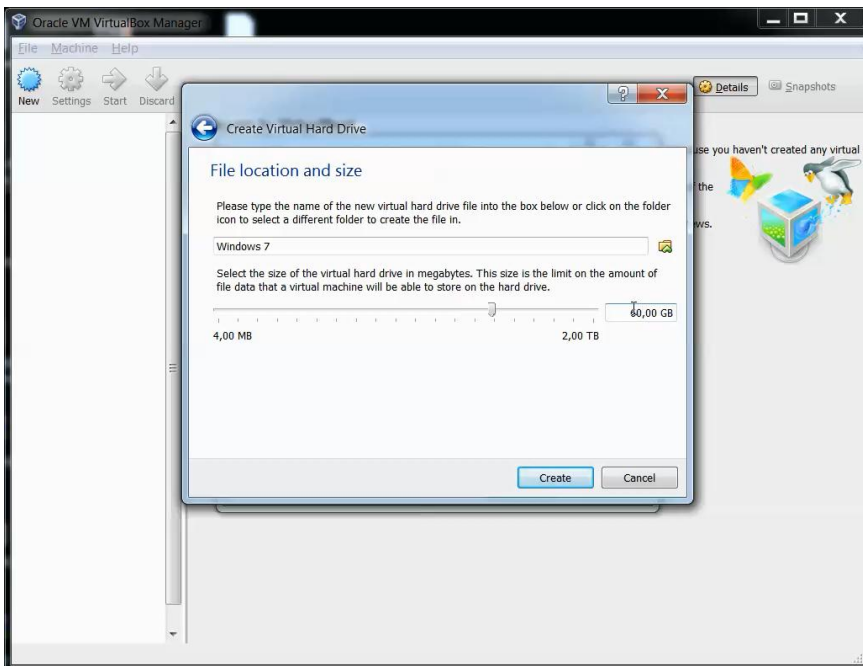 Oracle VM VirtualBox Manager
File Machine Help
New Settings Start Discard
Details Snapshots
Create Virtual Hard Drive
use you haven't created any virtual
the
ws.
File location and size
Please type the name of the new virtual hard drive file into the box below or click on the folder
icon to select a different folder to create the file in.
Windows 7
Select the size of the virtual hard drive in megabytes. This size is the limit on the amount of
file data that a virtual machine will be able to store on the hard drive.
0,00 GB
4,00 MB 2,00 TB
Create Cancel